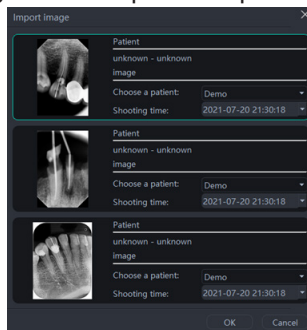 Import image
Patient
unknown - unknown
image
Choose a patient: Demo
Shooting time: 2021-07-20 21:30:18
Patient
unknown - unknown
image
Choose a patient: Demo
Shooting time: 2021-07-20 21:30:18
Patient
unknown - unknown
image
Choose a patient: Demo
Shooting time: 2021-07-20 21:30:18
OK Cancel